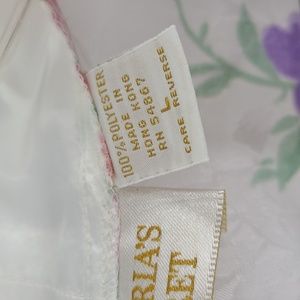 100% POLYESTER
MADE IN
HONG KONG
RN 54867
L
CARE REVERSE
RIA'S
ET